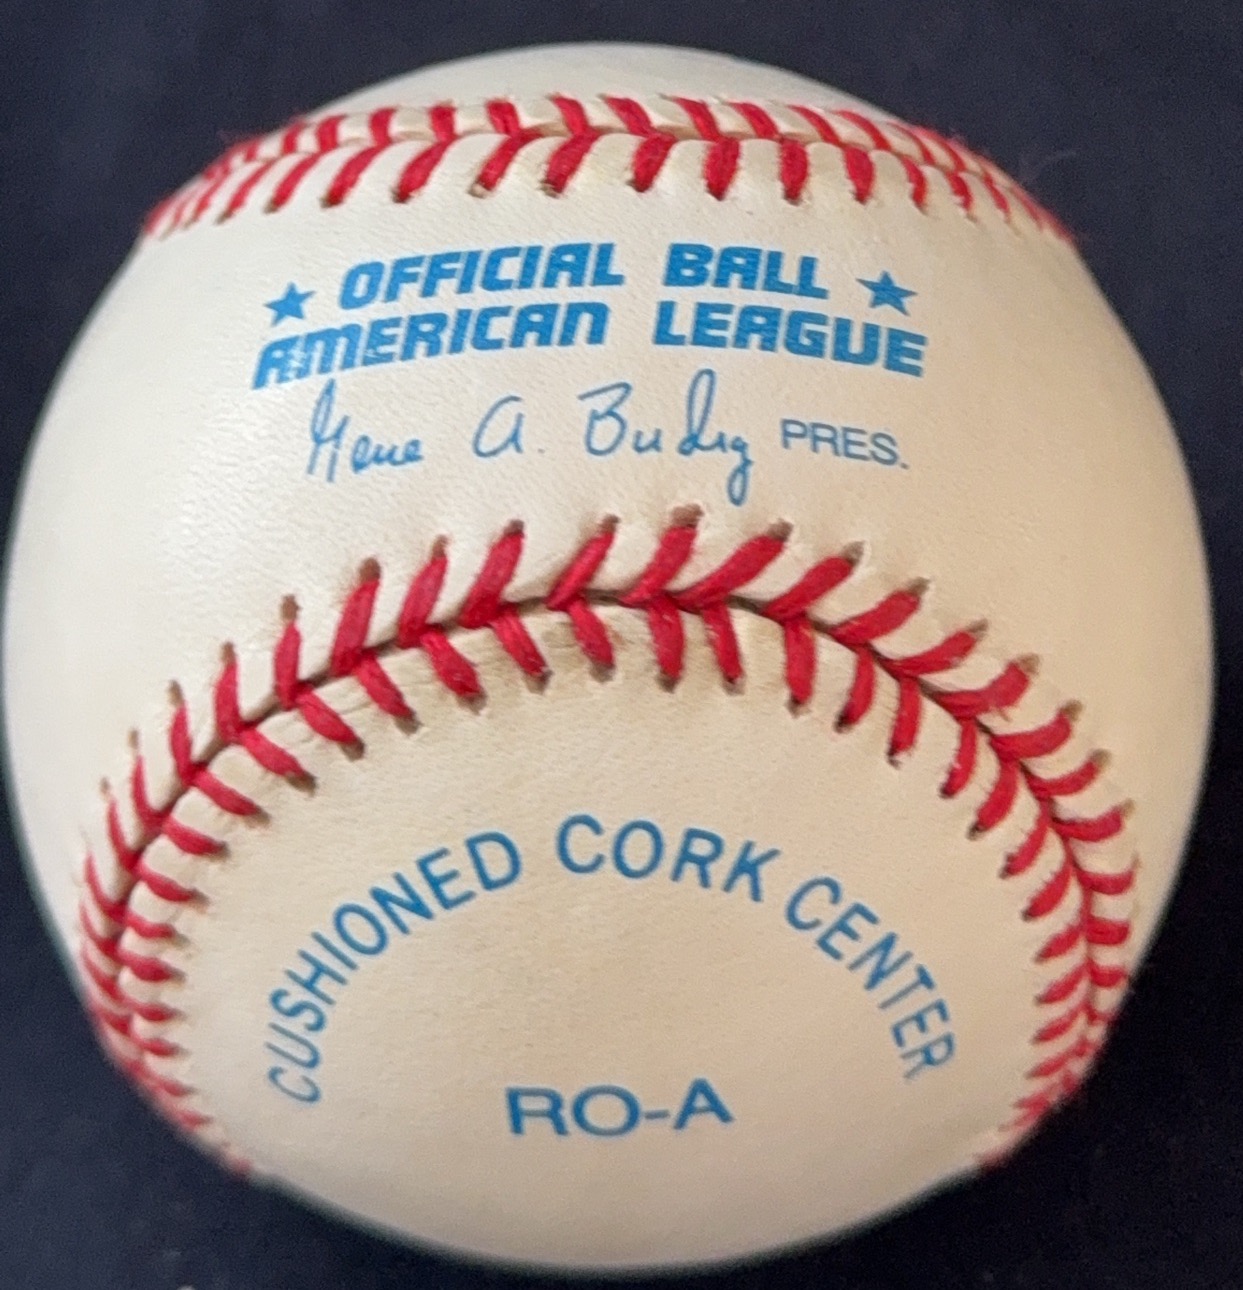 ★ OFFICIAL BALL ★
AMERICAN LEAGUE
Gene A. Budig PRES.
CUSHIONED CORK CENTER
RO-A